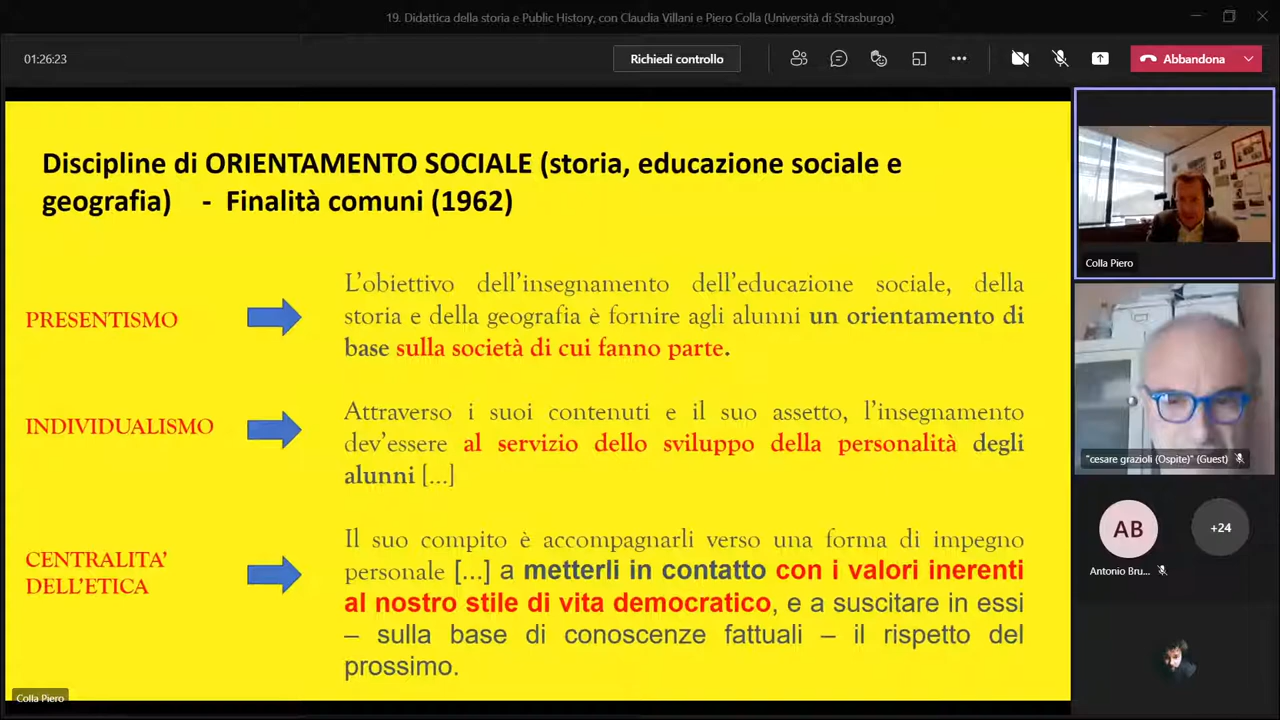 19. Didattica della storia e Public History, con Claudia Villani e Piero Colla (Università di Strasburgo)
01:26:23
Richiedi controllo
Abbandona
Discipline di ORIENTAMENTO SOCIALE (storia, educazione sociale e
geografia) - Finalità comuni (1962)
PRESENTISMO
L'obiettivo dell'insegnamento dell'educazione sociale, della
storia e della geografia è fornire agli alunni un orientamento di
base sulla società di cui fanno parte.
INDIVIDUALISMO
Attraverso i suoi contenuti e il suo assetto, l'insegnamento
dev'essere al servizio dello sviluppo della personalità degli
alunni [...]
CENTRALITA'
DELL'ETICA
Il suo compito è accompagnarli verso una forma di impegno
personale [...] a metterli in contatto con i valori inerenti
al nostro stile di vita democratico, e a suscitare in essi
– sulla base di conoscenze fattuali – il rispetto del
prossimo.
Colla Piero
Colla Piero
"cesare grazioli (Ospite)" (Guest)
AB
+24
Antonio Bru...